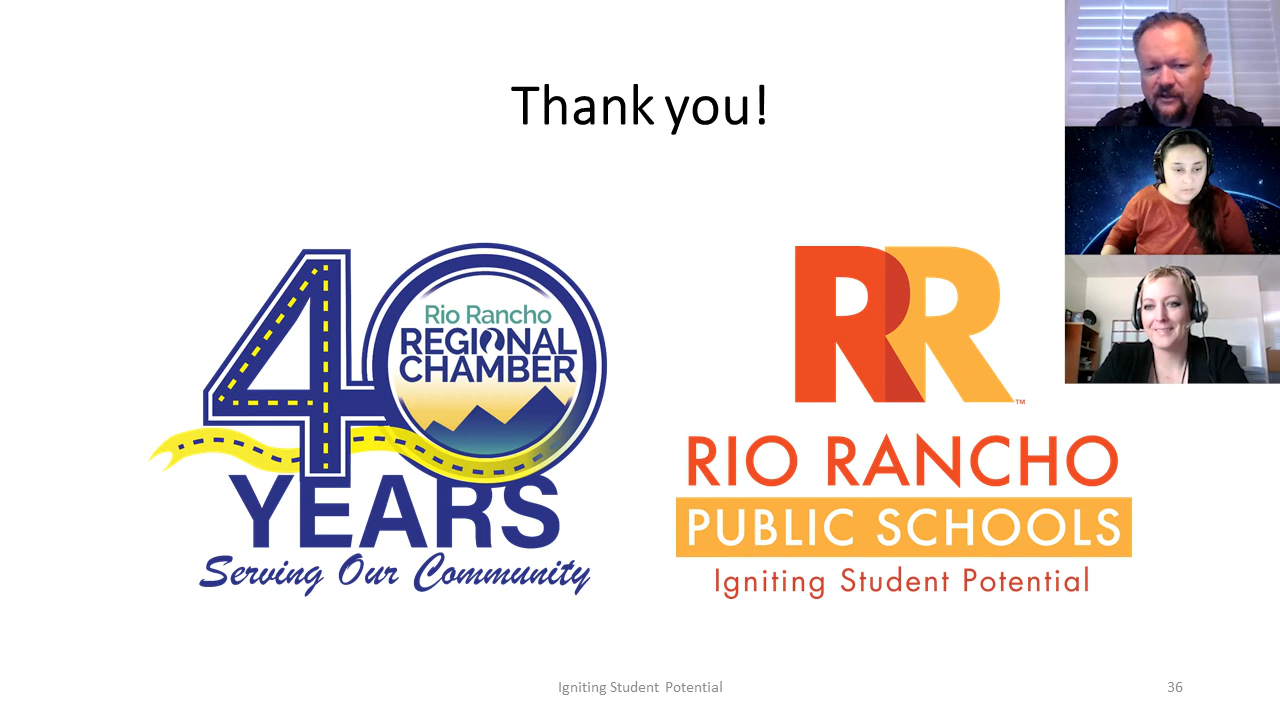 Thank you!
40
Rio Rancho
REGIONAL
CHAMBER
YEARS
Serving Our Community
RR™
RIO RANCHO
PUBLIC SCHOOLS
Igniting Student Potential
Igniting Student Potential
36